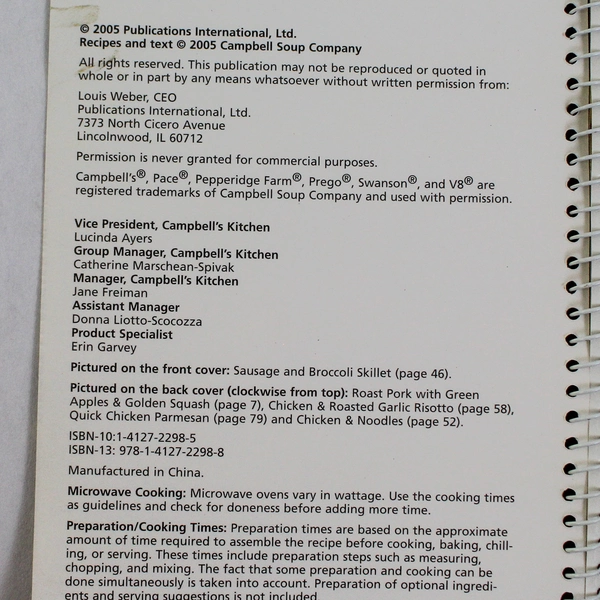 © 2005 Publications International, Ltd.
Recipes and text © 2005 Campbell Soup Company
All rights reserved. This publication may not be reproduced or quoted in
whole or in part by any means whatsoever without written permission from:
Louis Weber, CEO
Publications International, Ltd.
7373 North Cicero Avenue
Lincolnwood, IL 60712
Permission is never granted for commercial purposes.
Campbell's®, Pace®, Pepperidge Farm®, Prego®, Swanson®, and V8® are
registered trademarks of Campbell Soup Company and used with permission.
Vice President, Campbell's Kitchen
Lucinda Ayers
Group Manager, Campbell's Kitchen
Catherine Marschean-Spivak
Manager, Campbell's Kitchen
Jane Freiman
Assistant Manager
Donna Liotto-Scocozza
Product Specialist
Erin Garvey
Pictured on the front cover: Sausage and Broccoli Skillet (page 46).
Pictured on the back cover (clockwise from top): Roast Pork with Green
Apples & Golden Squash (page 7), Chicken & Roasted Garlic Risotto (page 58),
Quick Chicken Parmesan (page 79) and Chicken & Noodles (page 52).
ISBN-10:1-4127-2298-5
ISBN-13: 978-1-4127-2298-8
Manufactured in China.
Microwave Cooking: Microwave ovens vary in wattage. Use the cooking times
as guidelines and check for doneness before adding more time.
Preparation/Cooking Times: Preparation times are based on the approximate
amount of time required to assemble the recipe before cooking, baking, chill-
ing, or serving. These times include preparation steps such as measuring,
chopping, and mixing. The fact that some preparation and cooking can be
done simultaneously is taken into account. Preparation of optional ingredi-
ents and serving suggestions is not included.